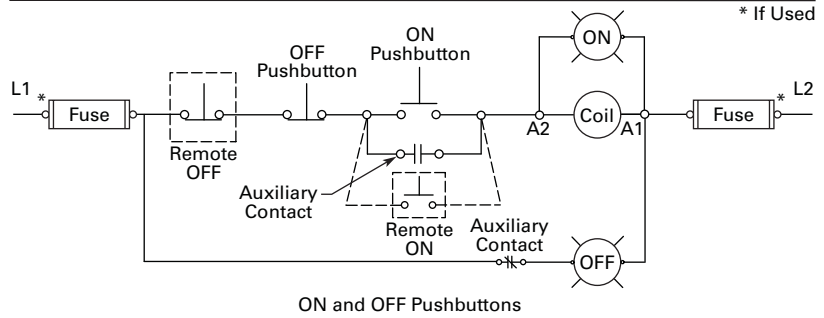 * If Used
ON
Pushbutton
OFF
Pushbutton
ON
L1
*
Fuse
Remote
OFF
Auxiliary
Contact
Remote
ON
A2
Coil
A1
Fuse
*
L2
Auxiliary
Contact
OFF
ON and OFF Pushbuttons